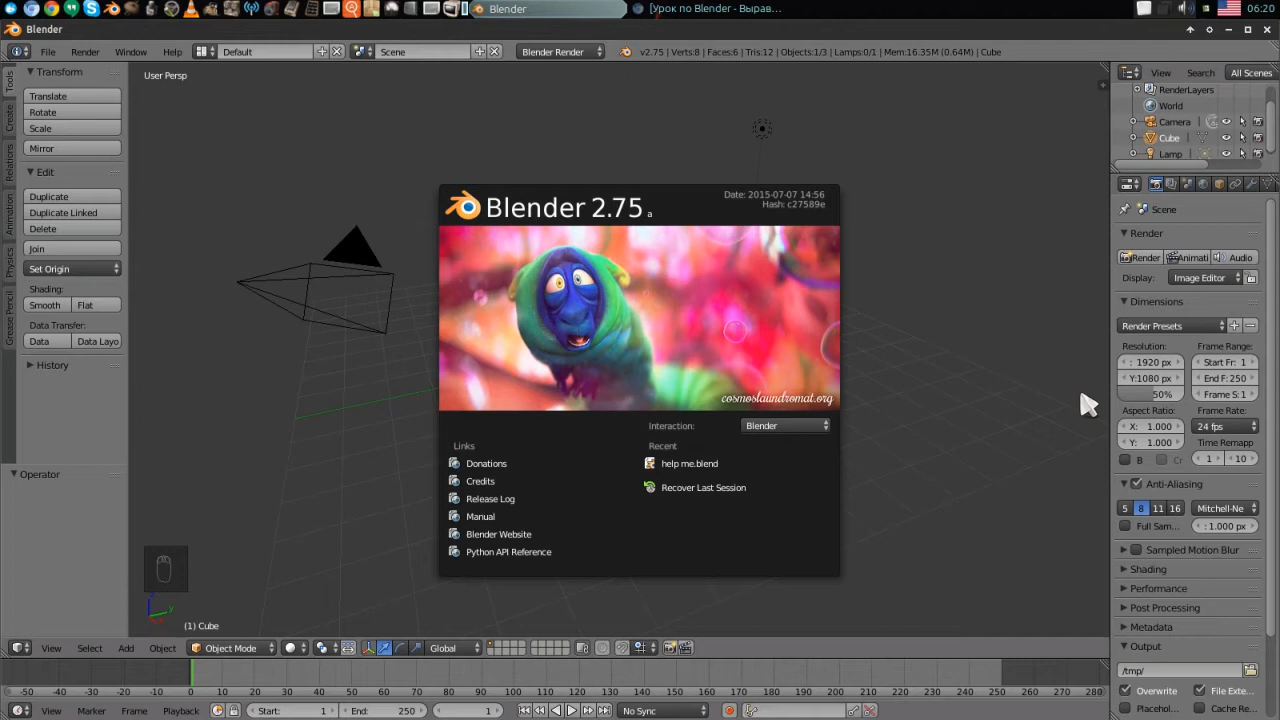 Blender
[Урок по Blender - Вырав...
06:20
Blender
File Render Window Help
Default
Scene
Blender Render
v2.75 | Verts:8 | Faces:6 | Tris:12 | Objects:1/3 | Lamps:0/1 | Mem:16.35M (0.64M) | Cube
View Search All Scenes
Tools
Create
Relations
Animation
Physics
Grease Pencil
Transform
Translate
Rotate
Scale
Mirror
Edit
Duplicate
Duplicate Linked
Delete
Join
Set Origin
Shading:
Smooth Flat
Data Transfer:
Data Data Layo
History
Operator
User Persp
Blender 2.75 a
Date: 2015-07-07 14:56
Hash: c27589e
cosmoslaundromat.org
Interaction: Blender
Links
Donations
Credits
Release Log
Manual
Blender Website
Python API Reference
Recent
help me.blend
Recover Last Session
z
y
(1) Cube
RenderLayers
World
Camera
Cube
Lamp
Scene
Render
Render Animati Audio
Display: Image Editor
Dimensions
Render Presets
Resolution: Frame Range:
: 1920 px Start Fr: 1
Y:1080 px End F: 250
50% Frame S: 1
Aspect Ratio: Frame Rate:
X: 1.000 24 fps
Y: 1.000 Time Remapp
B Cr 1 10
Anti-Aliasing
5 8 11 16 Mitchell-Ne
Full Sam... : 1.000 px
Sampled Motion Blur
Shading
Performance
Post Processing
Metadata
Output
/tmp/
Overwrite File Exte...
Placehol... Cache Re...
View Select Add Object Object Mode Global
-50 -40 -30 -20 -10 0 10 20 30 40 50 60 70 80 90 100 110 120 130 140 150 160 170 180 190 200 210 220 230 240 250 260 270 280
View Marker Frame Playback Start: 1 End: 250 1 No Sync